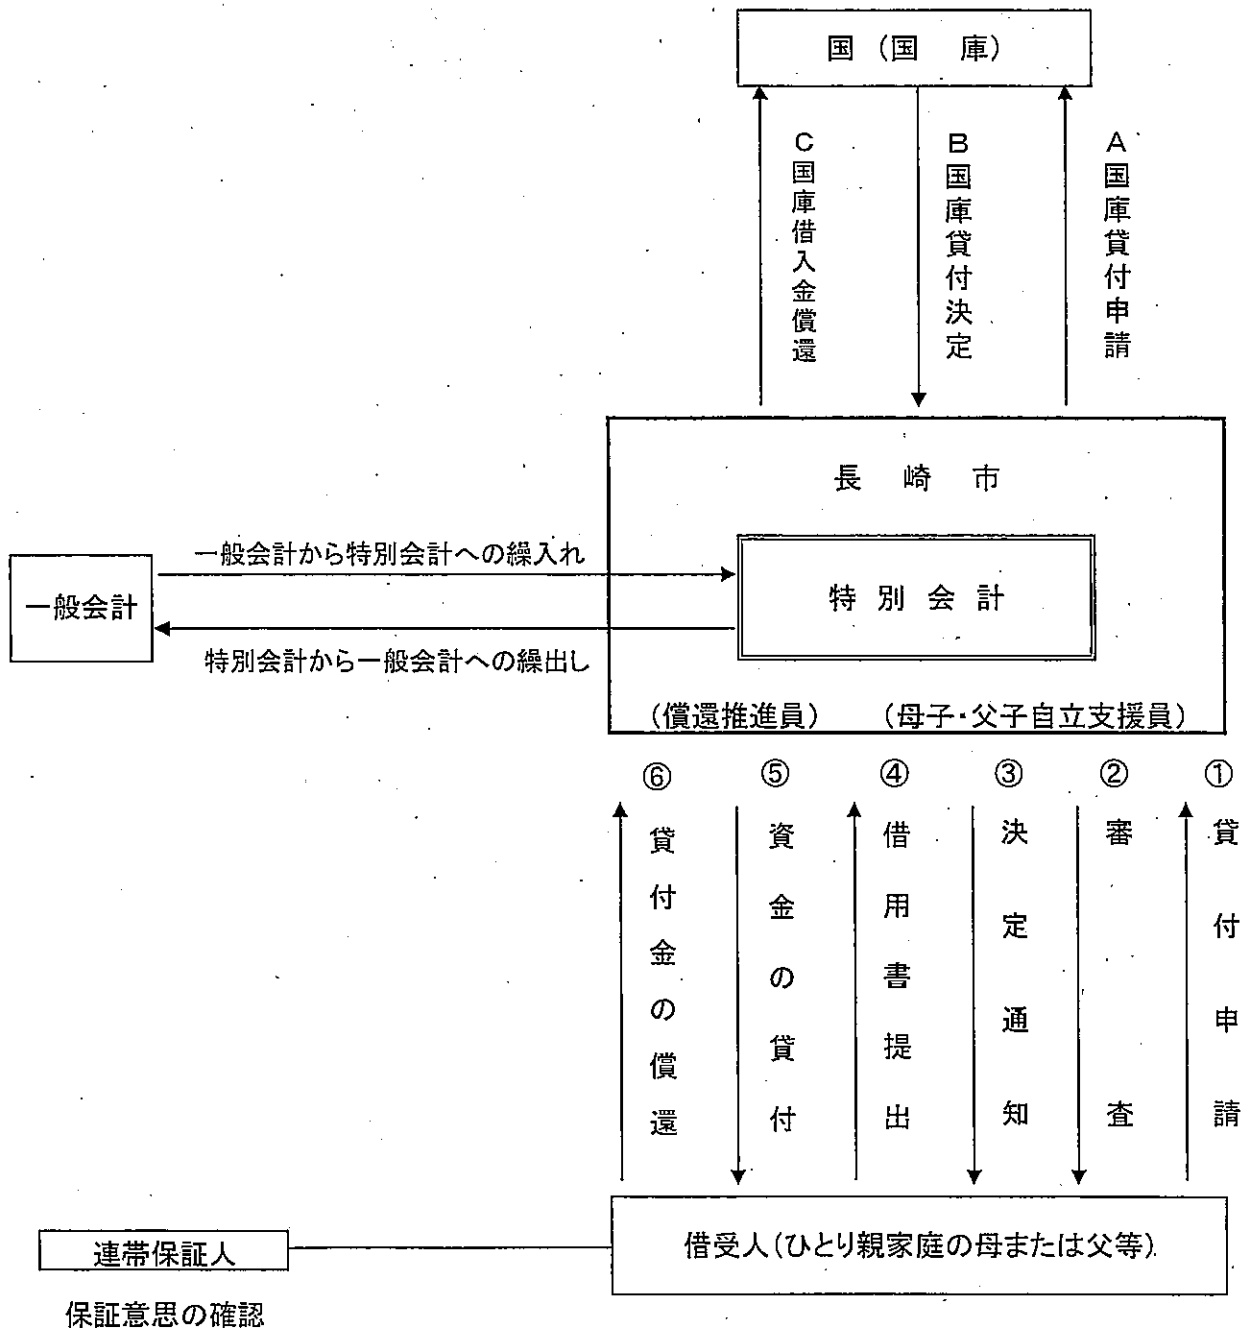 国（国　庫）
A国庫貸付申請
B国庫貸付決定
C国庫借入金償還
長　崎　市
一般会計から特別会計への繰入れ
一般会計
特 別 会 計
特別会計から一般会計への繰出し
（償還推進員）　（母子・父子自立支援員）
①貸付申請
②審査
③決定通知
④借用書提出
⑤資金の貸付
⑥貸付金の償還
借受人（ひとり親家庭の母または父等）
連帯保証人
保証意思の確認